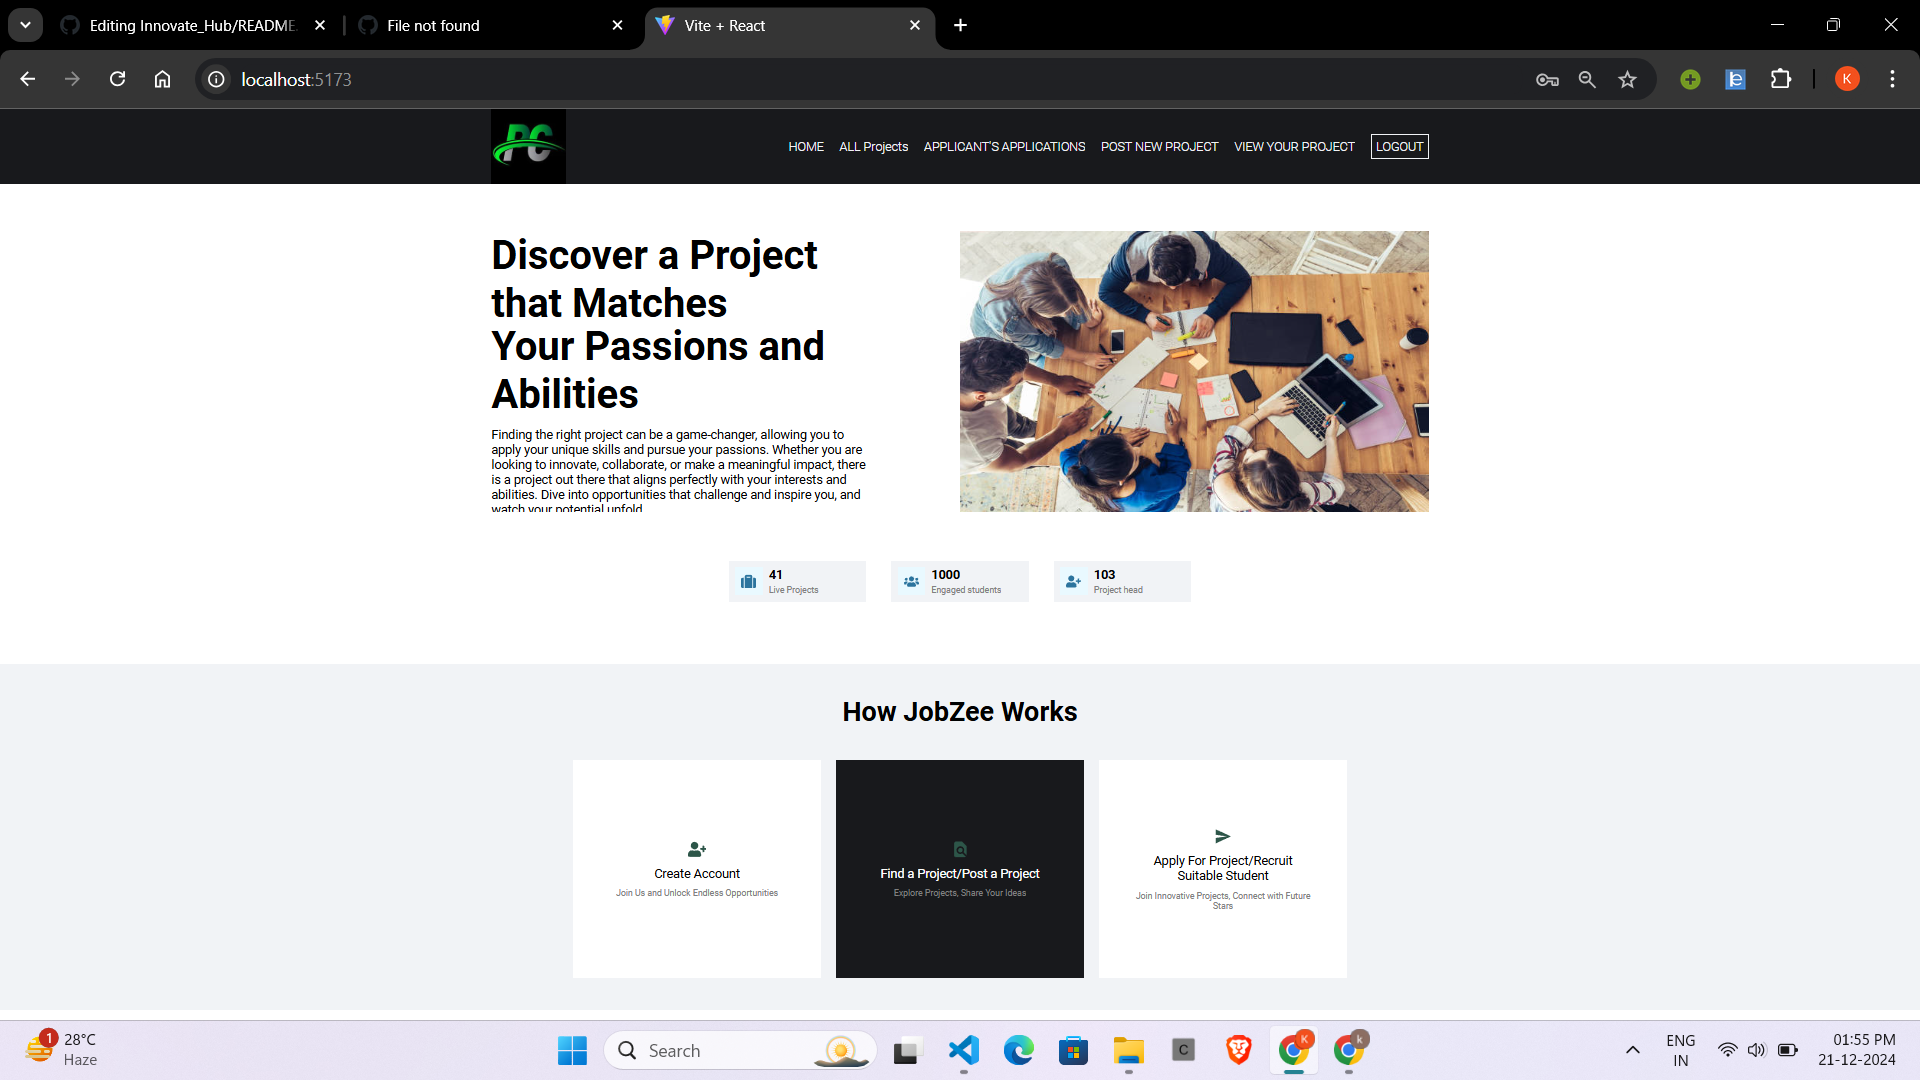 Editing Innovate_Hub/README.
File not found
Vite + React
localhost:5173
K
PC
HOME
ALL Projects
APPLICANT'S APPLICATIONS
POST NEW PROJECT
VIEW YOUR PROJECT
LOGOUT
Discover a Project
that Matches
Your Passions and
Abilities
Finding the right project can be a game-changer, allowing you to
apply your unique skills and pursue your passions. Whether you are
looking to innovate, collaborate, or make a meaningful impact, there
is a project out there that aligns perfectly with your interests and
abilities. Dive into opportunities that challenge and inspire you, and
watch your potential unfold
41
Live Projects
1000
Engaged students
103
Project head
How JobZee Works
Create Account
Join Us and Unlock Endless Opportunities
Find a Project/Post a Project
Explore Projects, Share Your Ideas
Apply For Project/Recruit
Suitable Student
Join Innovative Projects, Connect with Future
Stars
1
28°C
Haze
Search
C
K
k
ENG
IN
01:55 PM
21-12-2024